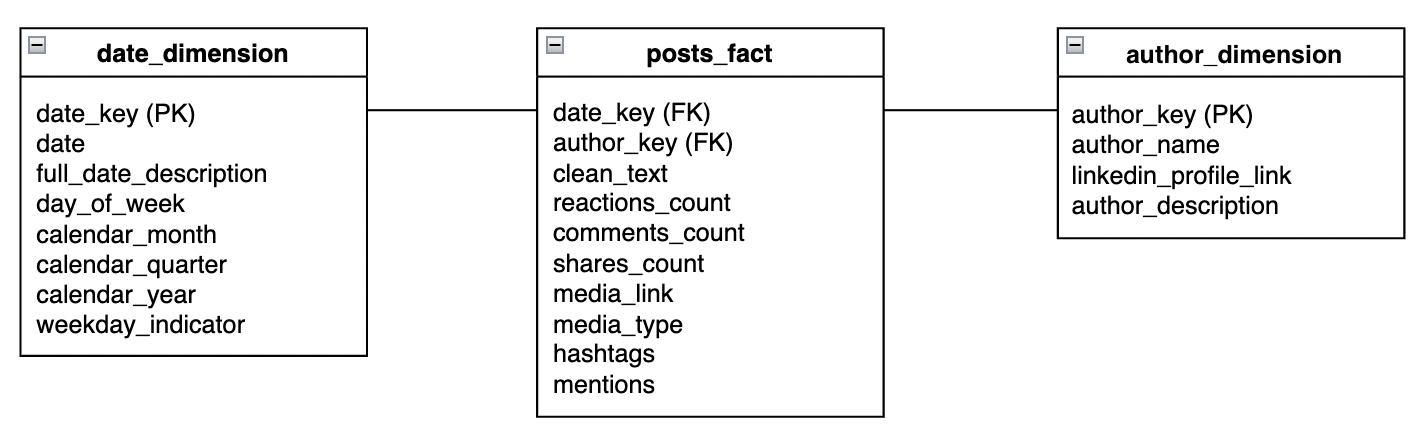 date_dimension
date_key (PK)
date
full_date_description
day_of_week
calendar_month
calendar_quarter
calendar_year
weekday_indicator
posts_fact
date_key (FK)
author_key (FK)
clean_text
reactions_count
comments_count
shares_count
media_link
media_type
hashtags
mentions
author_dimension
author_key (PK)
author_name
linkedin_profile_link
author_description